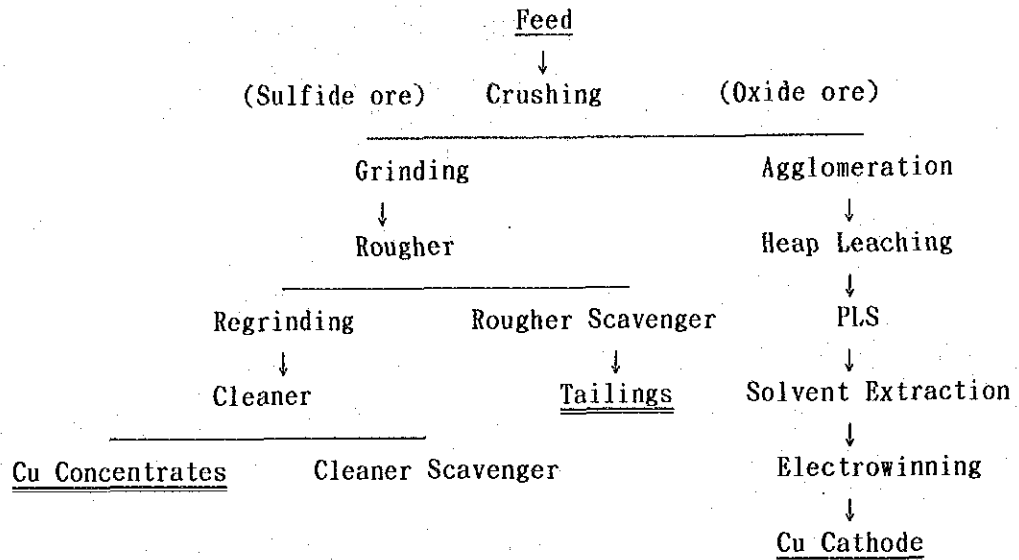 Feed
↓
(Sulfide ore) Crushing (Oxide ore)
Grinding Agglomeration
↓ ↓
Rougher Heap Leaching
↓
Regrinding Rougher Scavenger PLS
↓ ↓ ↓
Cleaner Tailings Solvent Extraction
↓
Cu Concentrates Cleaner Scavenger Electrowinning
↓
Cu Cathode